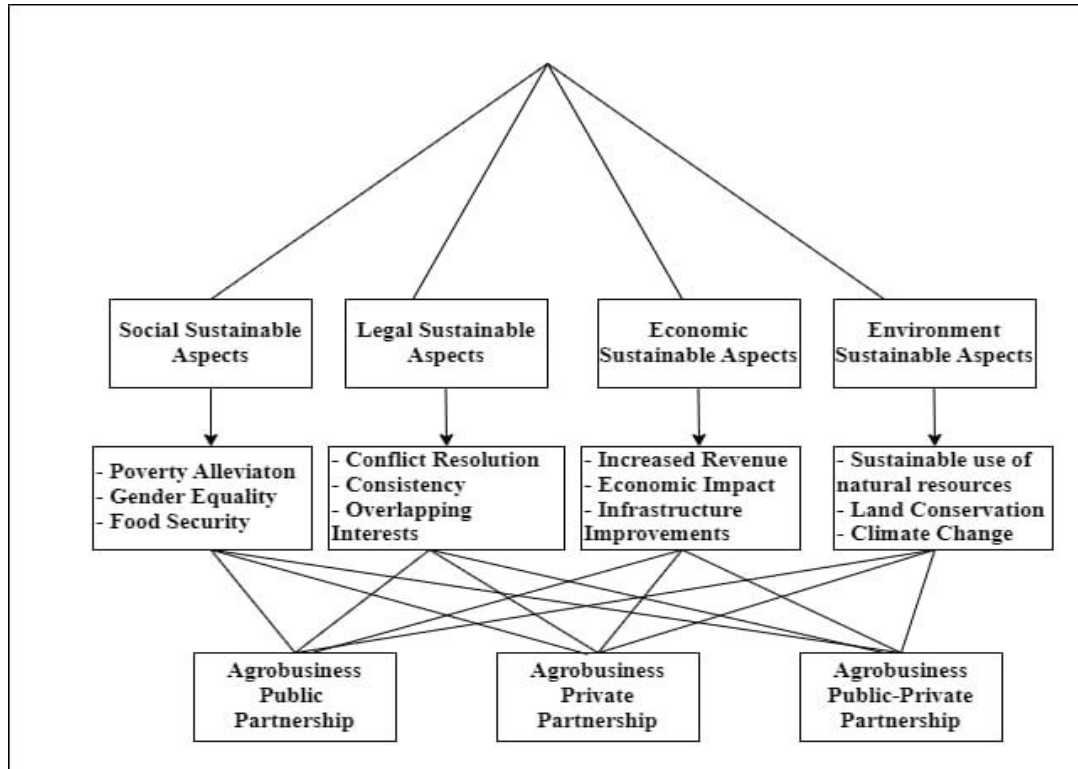 Social Sustainable
Aspects
Legal Sustainable
Aspects
Economic
Sustainable Aspects
Environment
Sustainable Aspects
- Poverty Alleviaton
- Gender Equality
- Food Security
- Conflict Resolution
- Consistency
- Overlapping
Interests
- Increased Revenue
- Economic Impact
- Infrastructure
Improvements
- Sustainable use of
natural resources
- Land Conservation
- Climate Change
Agrobusiness
Public
Partnership
Agrobusiness
Private
Partnership
Agrobusiness
Public-Private
Partnership